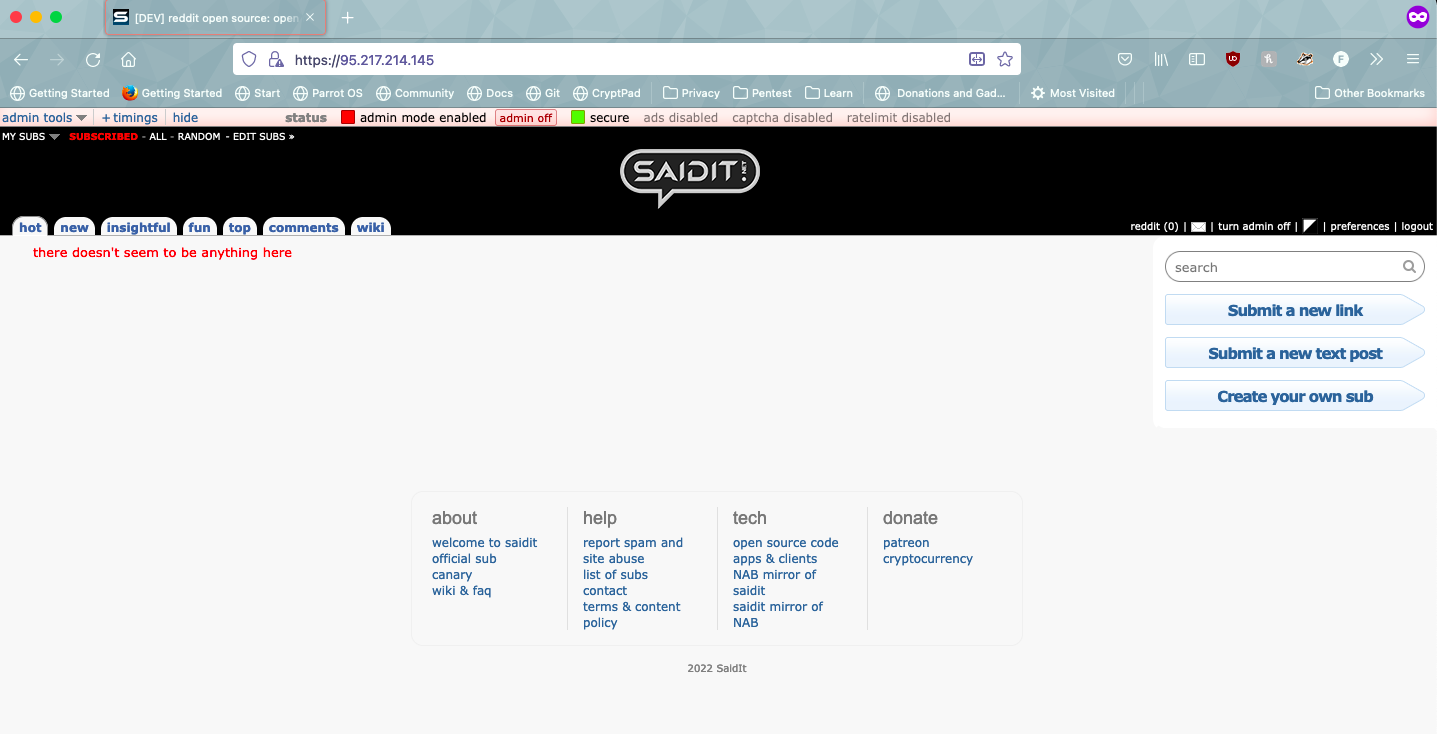 [DEV] reddit open source: open
https://95.217.214.145
Getting Started Getting Started Start Parrot OS Community Docs Git CryptPad Privacy Pentest Learn Donations and Gad... Most Visited Other Bookmarks
admin tools + timings hide status admin mode enabled admin off secure ads disabled captcha disabled ratelimit disabled
MY SUBS SUBSCRIBED - ALL - RANDOM - EDIT SUBS »
SAIDIT.NET
hot new insightful fun top comments wiki
reddit (0) | | turn admin off | | preferences | logout
there doesn't seem to be anything here
search
Submit a new link
Submit a new text post
Create your own sub
about
welcome to saidit
official sub
canary
wiki & faq
help
report spam and
site abuse
list of subs
contact
terms & content
policy
tech
open source code
apps & clients
NAB mirror of
saidit
saidit mirror of
NAB
donate
patreon
cryptocurrency
2022 SaidIt